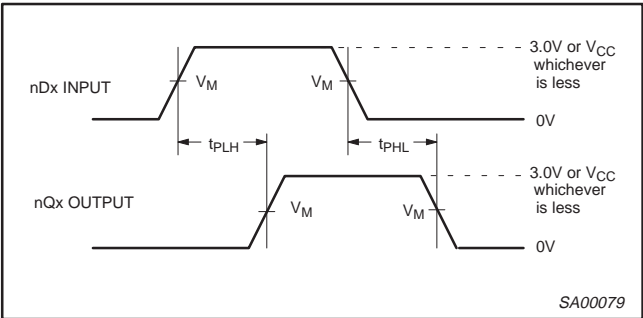 3.0V or VCC
whichever
is less
nDx INPUT
VM
VM
0V
tPLH
tPHL
3.0V or VCC
whichever
is less
nQx OUTPUT
VM
VM
0V
SA00079